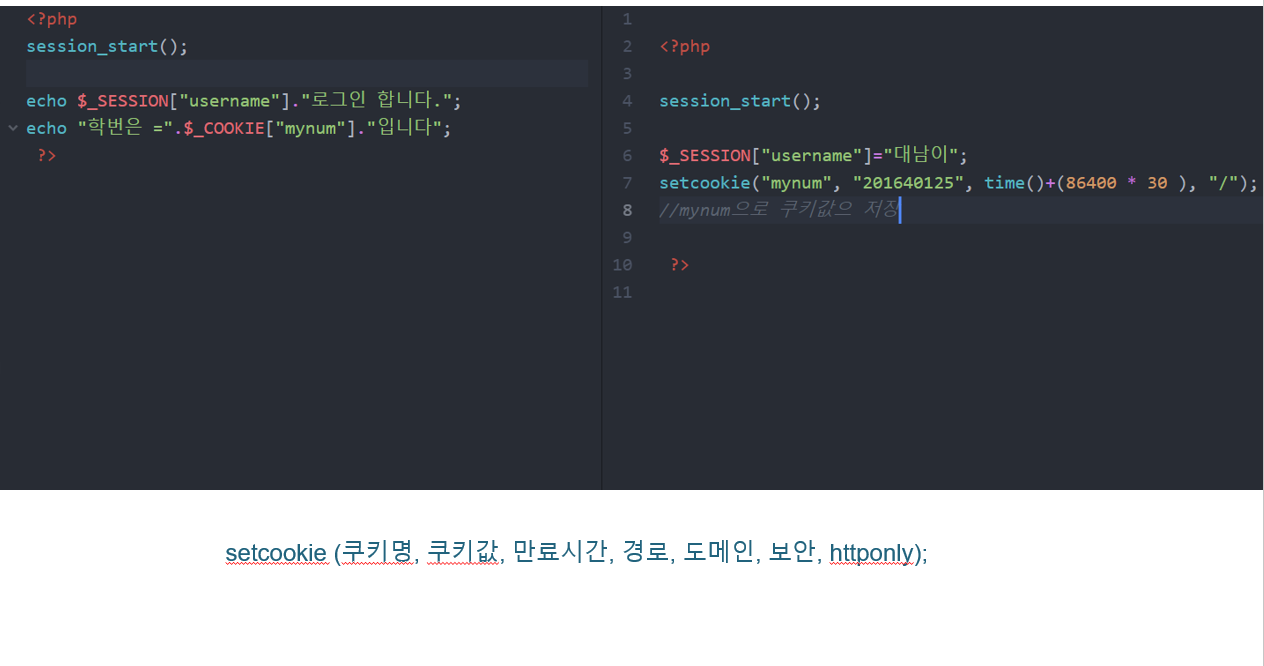 <?php
session_start();
echo $_SESSION["username"]."로그인 합니다.";
echo "학번은 =".$_COOKIE["mynum"]."입니다";
?>
1
2 <?php
3
4 session_start();
5
6 $_SESSION["username"]="대남이";
7 setcookie("mynum", "201640125", time()+(86400 * 30 ), "/");
8 //mynum으로 쿠키값으 저장
9
10 ?>
11
setcookie (쿠키명, 쿠키값, 만료시간, 경로, 도메인, 보안, httponly);